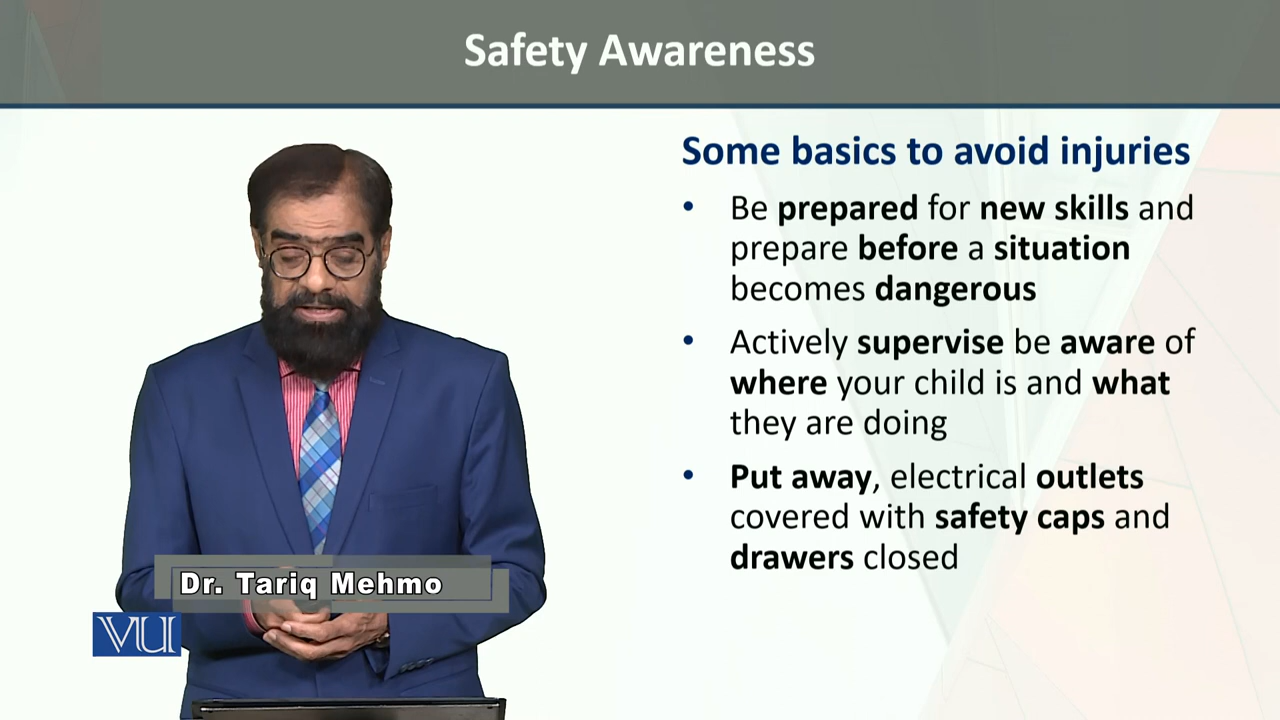 Safety Awareness
Some basics to avoid injuries
• Be prepared for new skills and
prepare before a situation
becomes dangerous
• Actively supervise be aware of
where your child is and what
they are doing
• Put away, electrical outlets
covered with safety caps and
drawers closed
Dr. Tariq Mehmo
VU